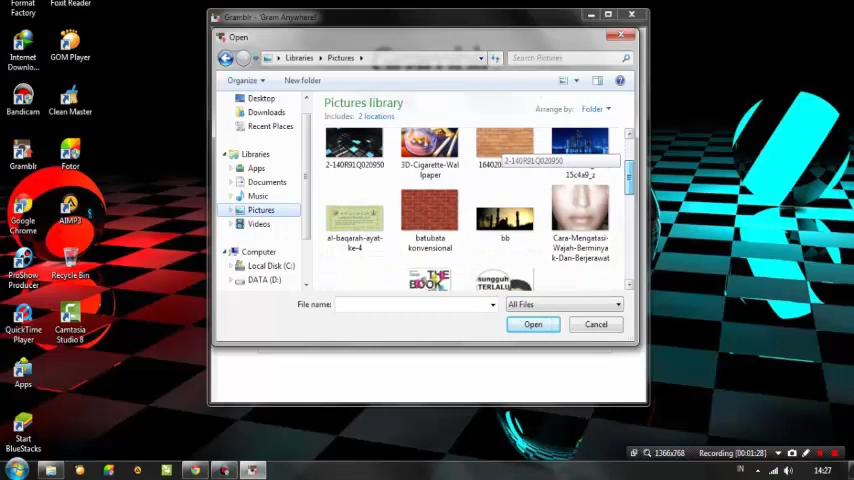 Format
Factory
Foxit Reader
Internet
Downlo...
GOM Player
Bandicam
Clean Master
Gramblr
Fotor
Google
Chrome
AIMP3
ProShow
Producer
Recycle Bin
QuickTime
Player
Camtasia
Studio 8
Apps
Start
BlueStacks
Gramblr - 'Gram Anywhere!
Open
Libraries
Pictures
Search Pictures
Organize
New folder
Desktop
Downloads
Recent Places
Libraries
Apps
Documents
Music
Pictures
Videos
Computer
Local Disk (C:)
DATA (D:)
Pictures library
Includes: 2 locations
Arrange by: Folder
2-140R91Q020950
3D-Cigarette-Wal
lpaper
2-140R91Q020950
15c4a9_z
al-baqarah-ayat-
ke-4
batubata
konvensional
bb
Cara-Mengatasi-
Wajah-Berminya
k-Dan-Berjerawat
THE
BOOK
sungguh
TERLALU
File name:
All Files
Open
Cancel
1366x768
Recording [00:01:28]
IN
14:27